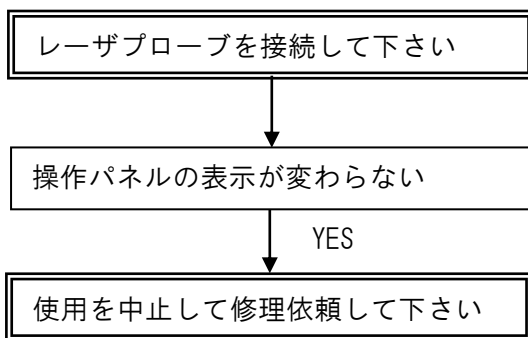 レーザプローブを接続して下さい
操作パネルの表示が変わらない
YES
使用を中止して修理依頼して下さい